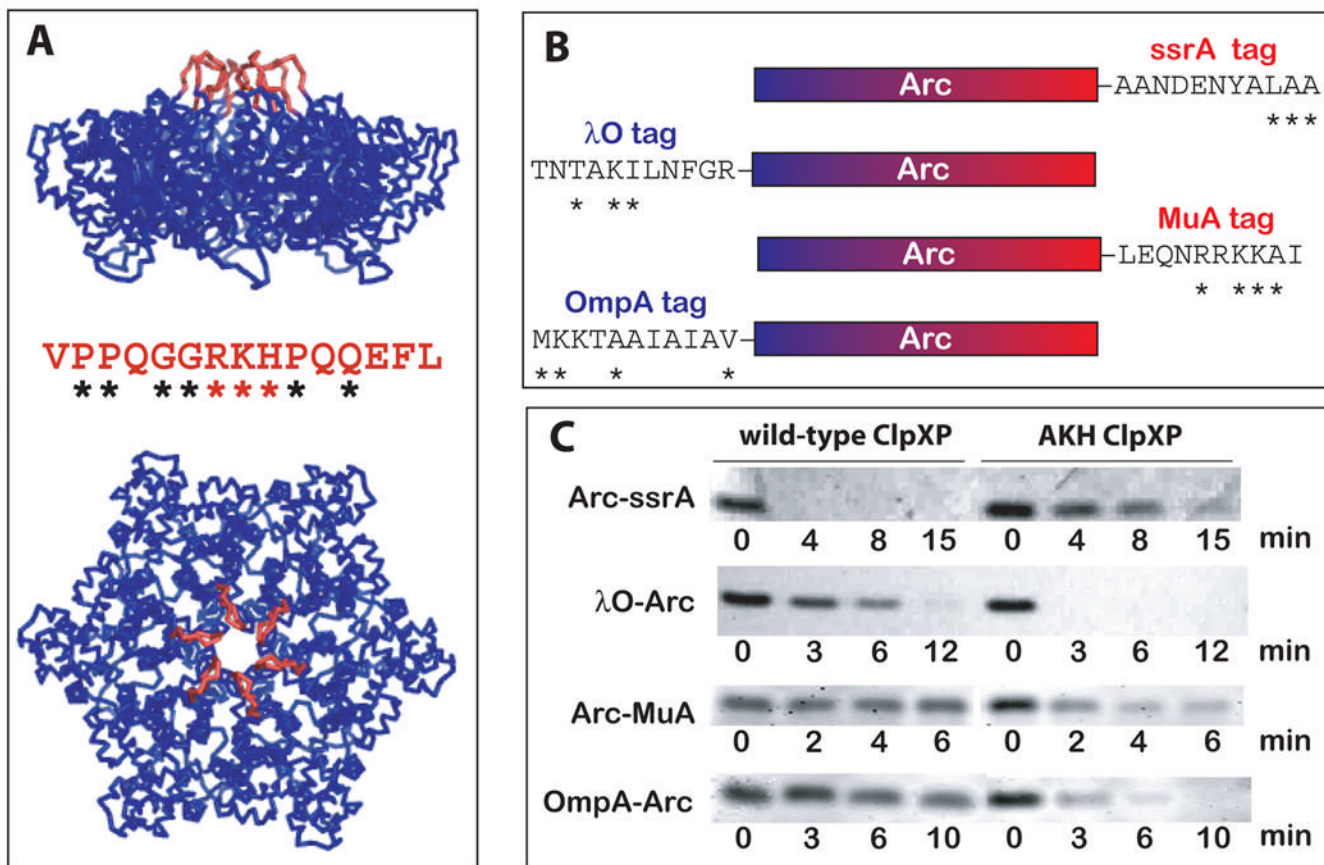 A
VPPQGGRKHPQQEFL
** ** **** *
B
ssrA tag
Arc
AANDENYALAA
***
λO tag
TNTAKILNFGR
Arc
* **
MuA tag
Arc
LEQNRRKKAI
* ***
OmpA tag
MKKTAAIAIAV
Arc
** * *
C
wild-type ClpXP AKH ClpXP
Arc-ssrA
0 4 8 15 0 4 8 15 min
λO-Arc
0 3 6 12 0 3 6 12 min
Arc-MuA
0 2 4 6 0 2 4 6 min
OmpA-Arc
0 3 6 10 0 3 6 10 min